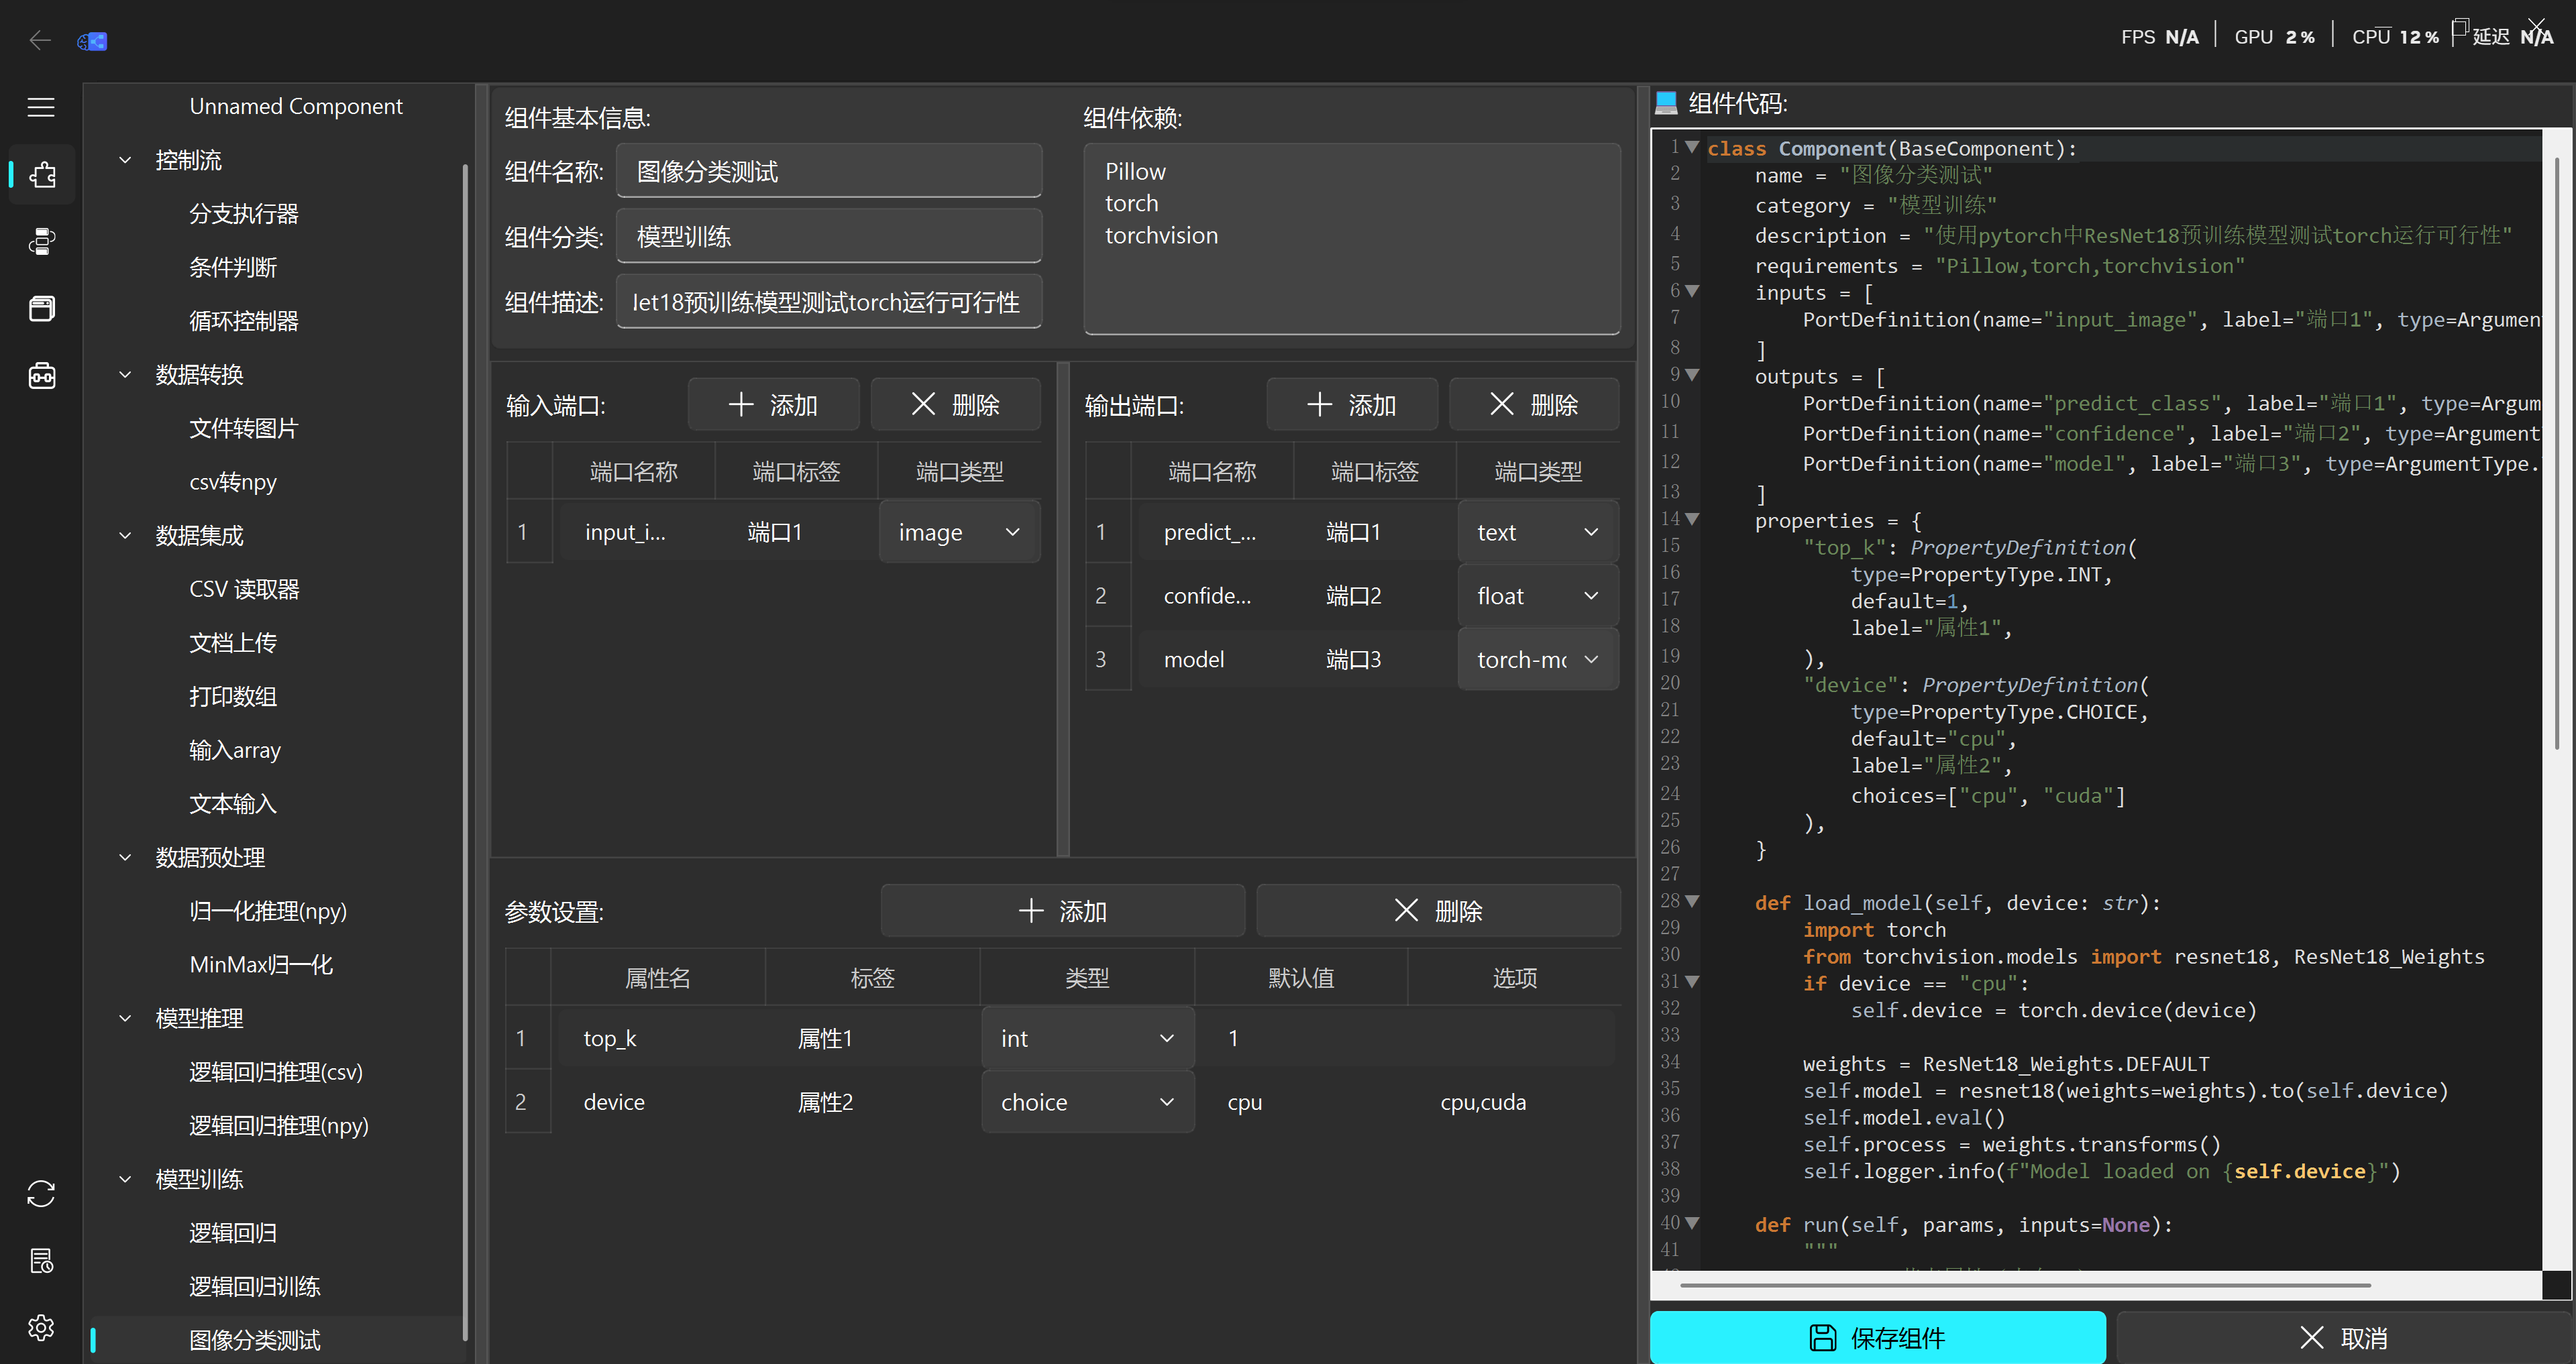 FPS N/A GPU 2% CPU 12% 延迟 N/A
Unnamed Component
控制流
分支执行器
条件判断
循环控制器
数据转换
文件转图片
csv转npy
数据集成
CSV 读取器
文档上传
打印数组
输入array
文本输入
数据预处理
归一化推理(npy)
MinMax归一化
模型推理
逻辑回归推理(csv)
逻辑回归推理(npy)
模型训练
逻辑回归
逻辑回归训练
图像分类测试
组件基本信息:
组件名称: 图像分类测试
组件分类: 模型训练
组件描述: let18预训练模型测试torch运行可行性
组件依赖:
Pillow
torch
torchvision
输入端口: 添加 删除
端口名称 端口标签 端口类型
1 input_i... 端口1 image
输出端口: 添加 删除
端口名称 端口标签 端口类型
1 predict_... 端口1 text
2 confide... 端口2 float
3 model 端口3 torch-mo
参数设置: 添加 删除
属性名 标签 类型 默认值 选项
1 top_k 属性1 int 1
2 device 属性2 choice cpu cpu,cuda
组件代码:
1 class Component(BaseComponent):
2 name = "图像分类测试"
3 category = "模型训练"
4 description = "使用pytorch中ResNet18预训练模型测试torch运行可行性"
5 requirements = "Pillow,torch,torchvision"
6 inputs = [
7 PortDefinition(name="input_image", label="端口1", type=Argumen
8 ]
9 outputs = [
10 PortDefinition(name="predict_class", label="端口1", type=Argum
11 PortDefinition(name="confidence", label="端口2", type=Argument
12 PortDefinition(name="model", label="端口3", type=ArgumentType.
13 ]
14 properties = {
15 "top_k": PropertyDefinition(
16 type=PropertyType.INT,
17 default=1,
18 label="属性1",
19 ),
20 "device": PropertyDefinition(
21 type=PropertyType.CHOICE,
22 default="cpu",
23 label="属性2",
24 choices=["cpu", "cuda"]
25 ),
26 }
27
28 def load_model(self, device: str):
29 import torch
30 from torchvision.models import resnet18, ResNet18_Weights
31 if device == "cpu":
32 self.device = torch.device(device)
33
34 weights = ResNet18_Weights.DEFAULT
35 self.model = resnet18(weights=weights).to(self.device)
36 self.model.eval()
37 self.process = weights.transforms()
38 self.logger.info(f"Model loaded on {self.device}")
39
40 def run(self, params, inputs=None):
41 """
保存组件 取消